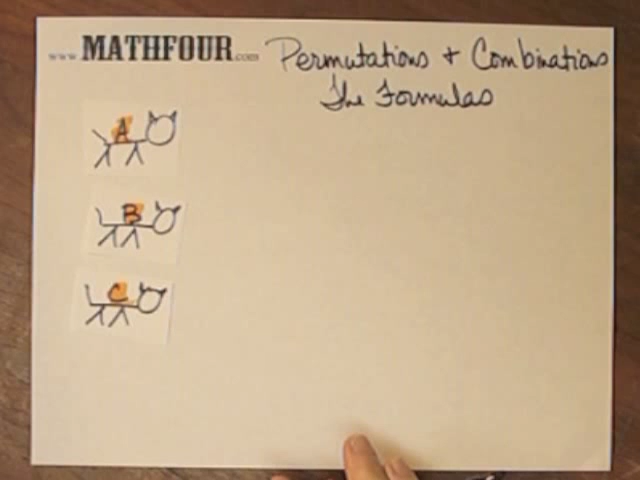 www.MATHFOUR.com
Permutations + Combinations
The Formulas
A
B
C